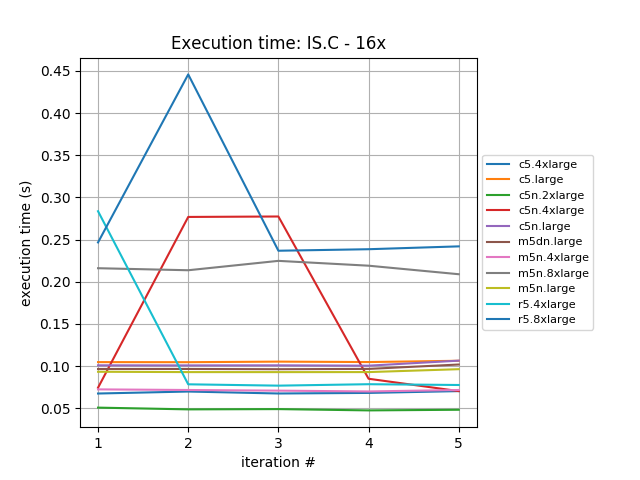 Execution time: IS.C - 16x
execution time (s)
0.45
0.40
0.35
0.30
0.25
0.20
0.15
0.10
0.05
1 2 3 4 5
iteration #
c5.4xlarge
c5.large
c5n.2xlarge
c5n.4xlarge
c5n.large
m5dn.large
m5n.4xlarge
m5n.8xlarge
m5n.large
r5.4xlarge
r5.8xlarge